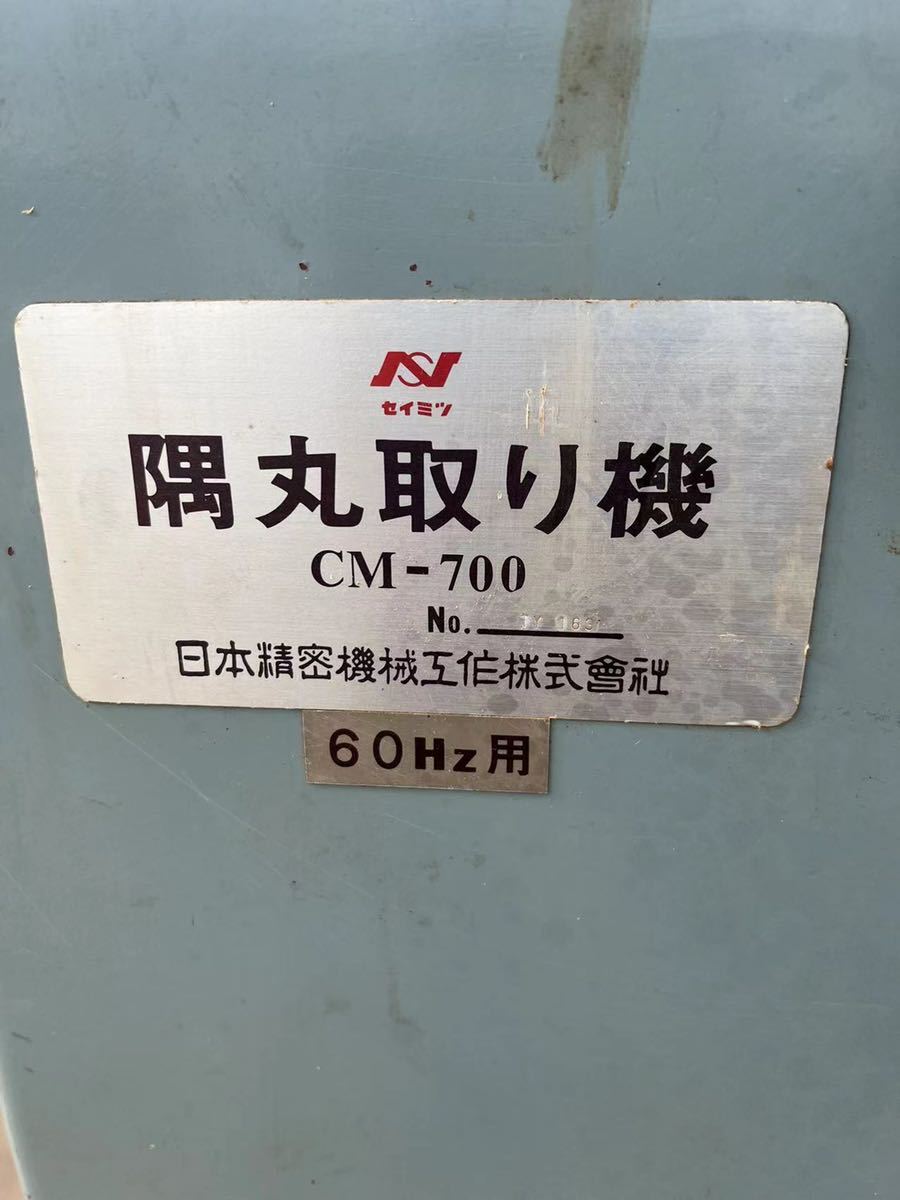 セイミツ
隅丸取り機
CM-700
No.
日本精密機械工作株式會社
60Hz用